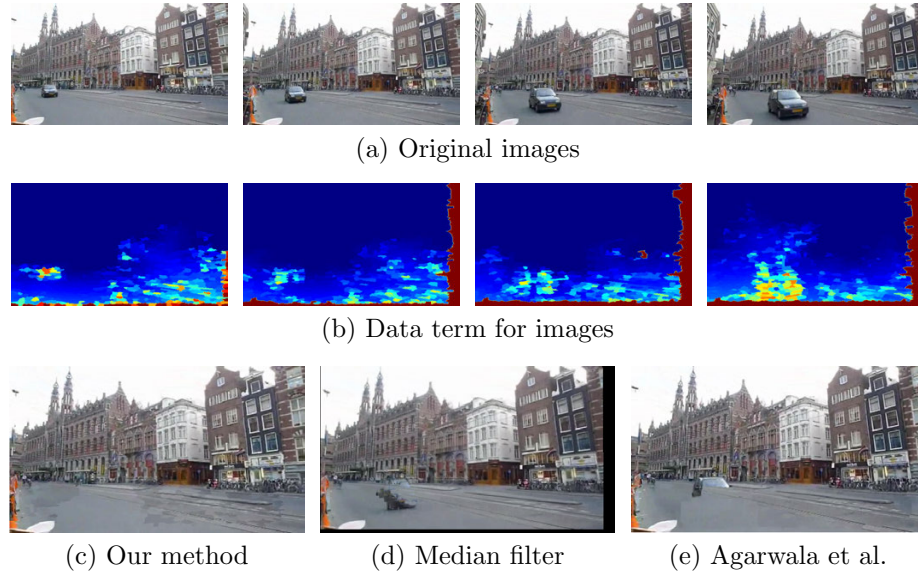 (a) Original images
(b) Data term for images
(c) Our method
(d) Median filter
(e) Agarwala et al.